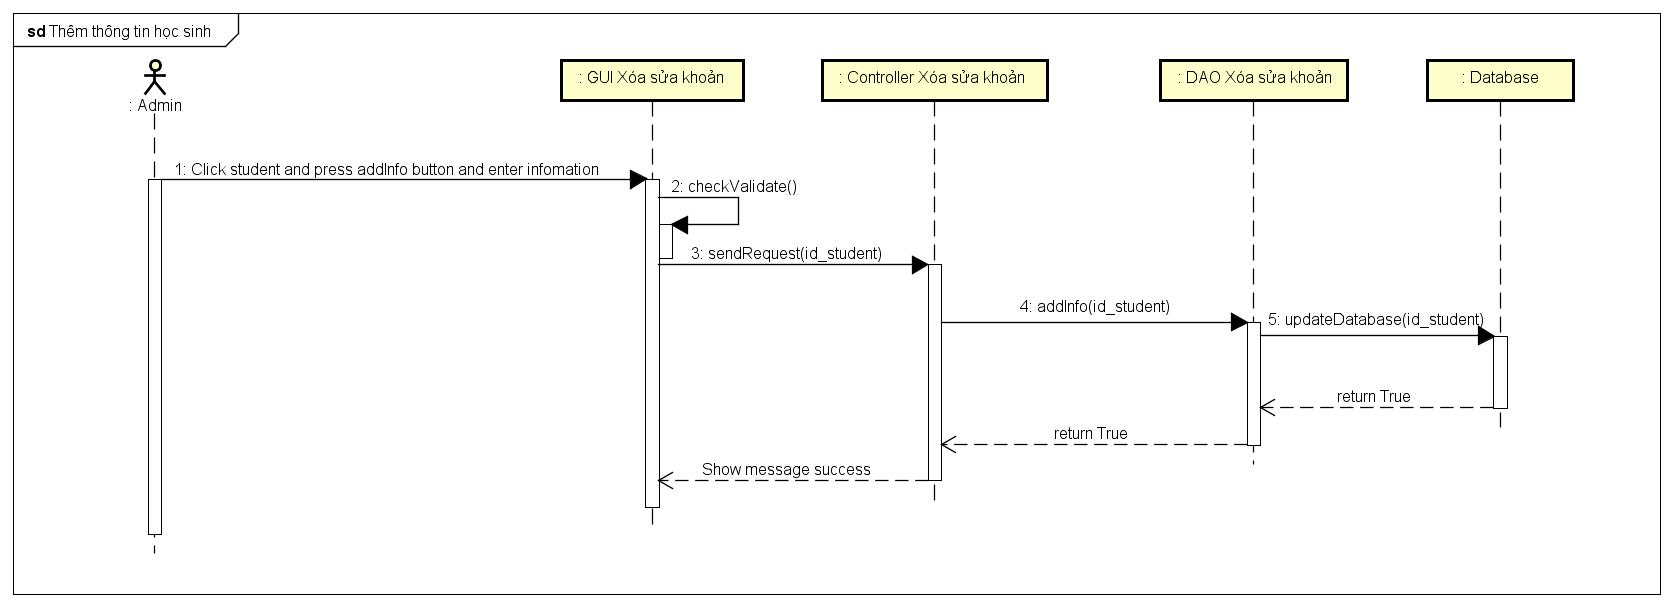 sd Thêm thông tin học sinh
: Admin
: GUI Xóa sửa khoản
: Controller Xóa sửa khoản
: DAO Xóa sửa khoản
: Database
1: Click student and press addInfo button and enter infomation
2: checkValidate()
3: sendRequest(id_student)
4: addInfo(id_student)
5: updateDatabase(id_student)
return True
return True
Show message success